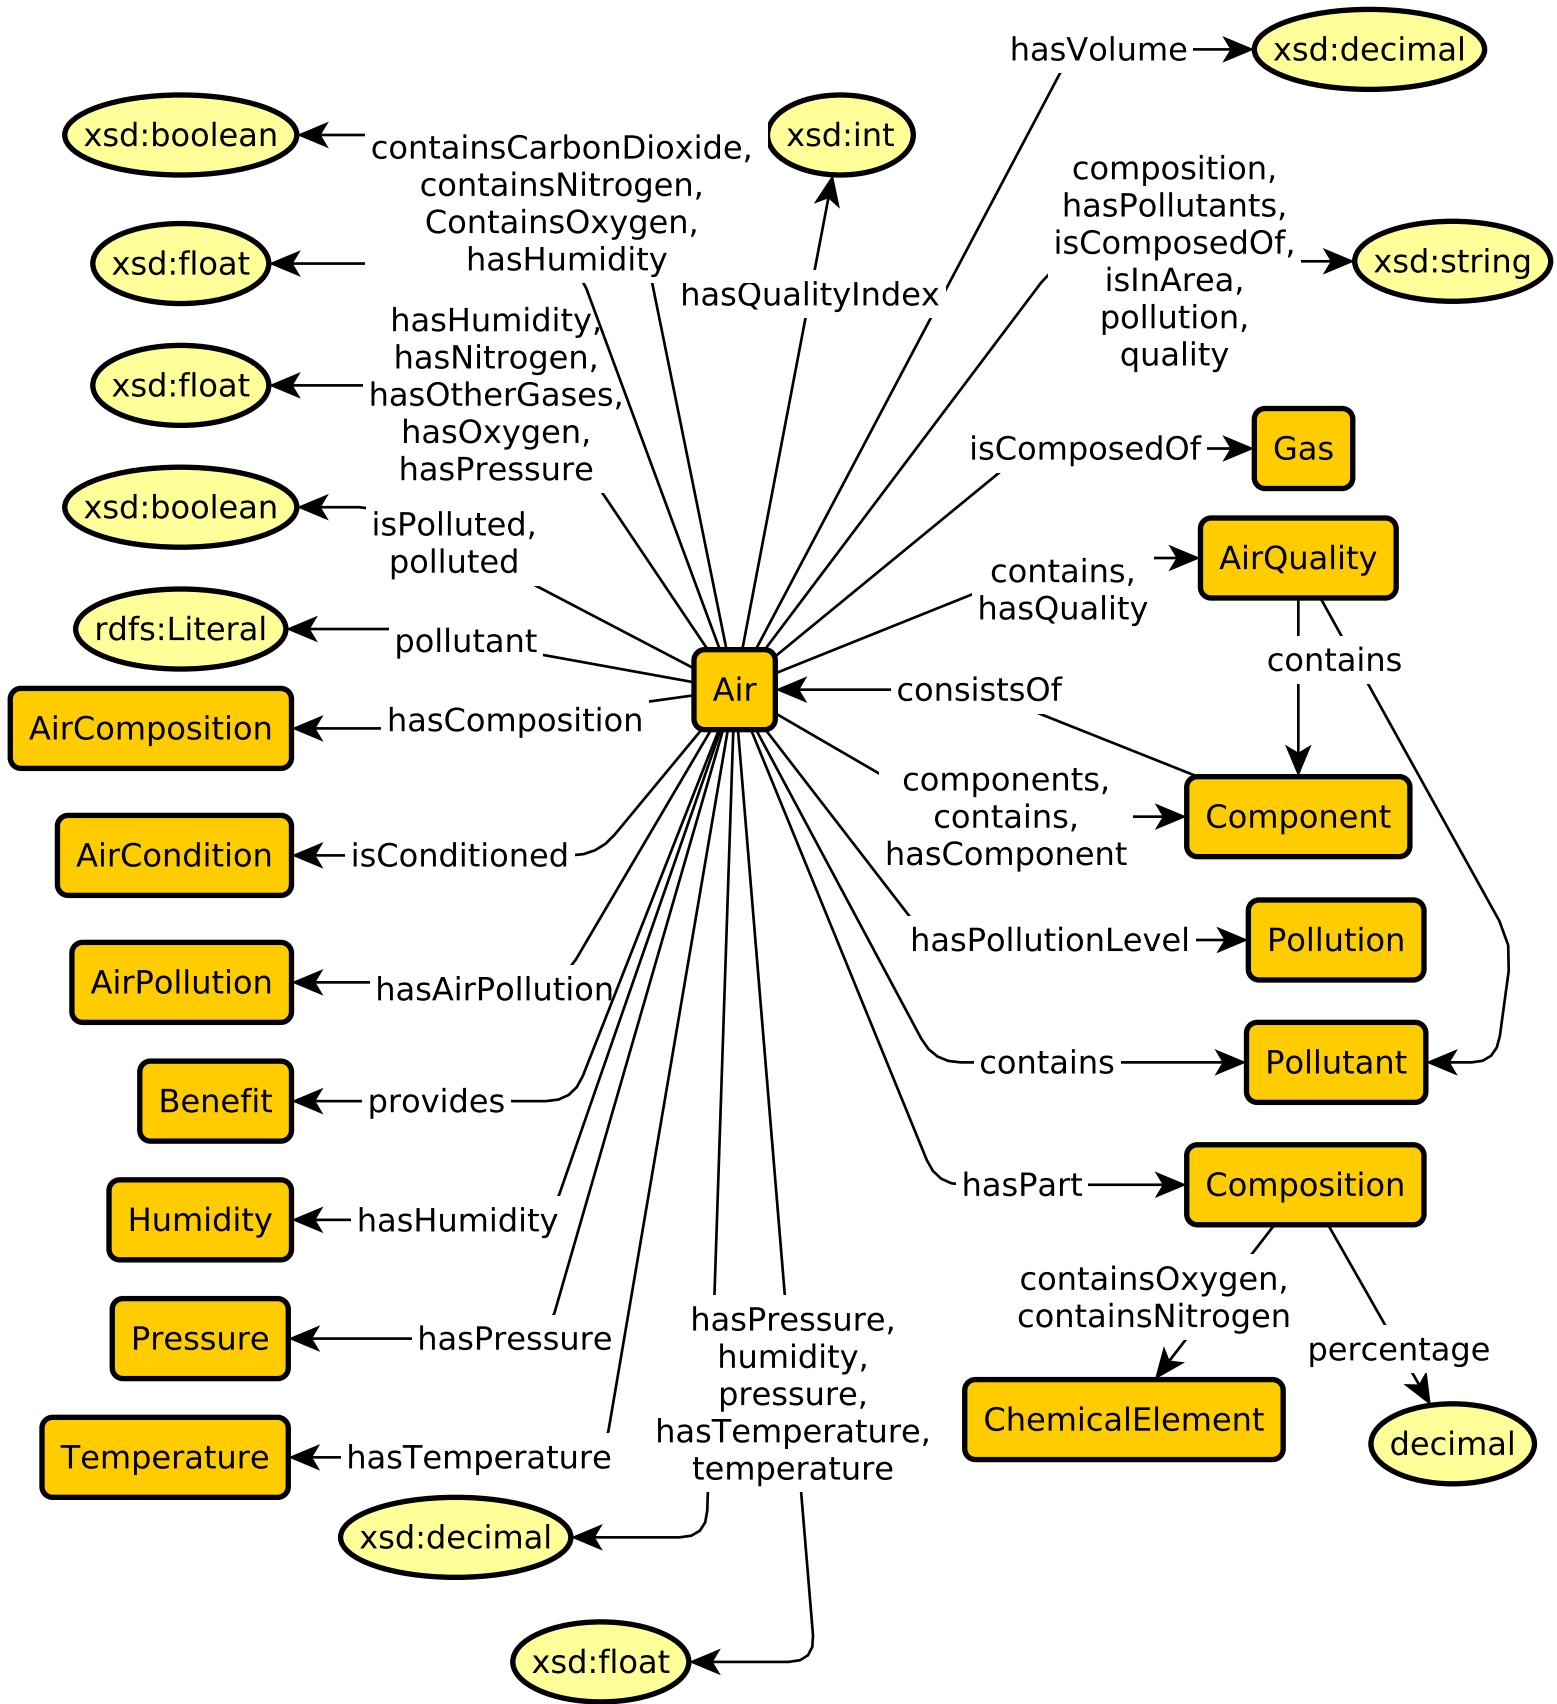 hasVolume
xsd:decimal
xsd:boolean
containsCarbonDioxide,
containsNitrogen,
ContainsOxygen,
hasHumidity
xsd:int
composition,
hasPollutants,
isComposedOf,
isInArea,
pollution,
quality
xsd:string
xsd:float
hasQualityIndex
xsd:float
hasHumidity,
hasNitrogen,
hasOtherGases,
hasOxygen,
hasPressure
isComposedOf
Gas
xsd:boolean
isPolluted,
polluted
contains,
hasQuality
AirQuality
rdfs:Literal
pollutant
contains
Air
consistsOf
AirComposition
hasComposition
components,
contains,
hasComponent
Component
AirCondition
isConditioned
hasPollutionLevel
Pollution
AirPollution
hasAirPollution
contains
Pollutant
Benefit
provides
hasPart
Composition
Humidity
hasHumidity
containsOxygen,
containsNitrogen
Pressure
hasPressure
hasPressure,
humidity,
pressure,
hasTemperature,
temperature
percentage
ChemicalElement
decimal
Temperature
hasTemperature
xsd:decimal
xsd:float